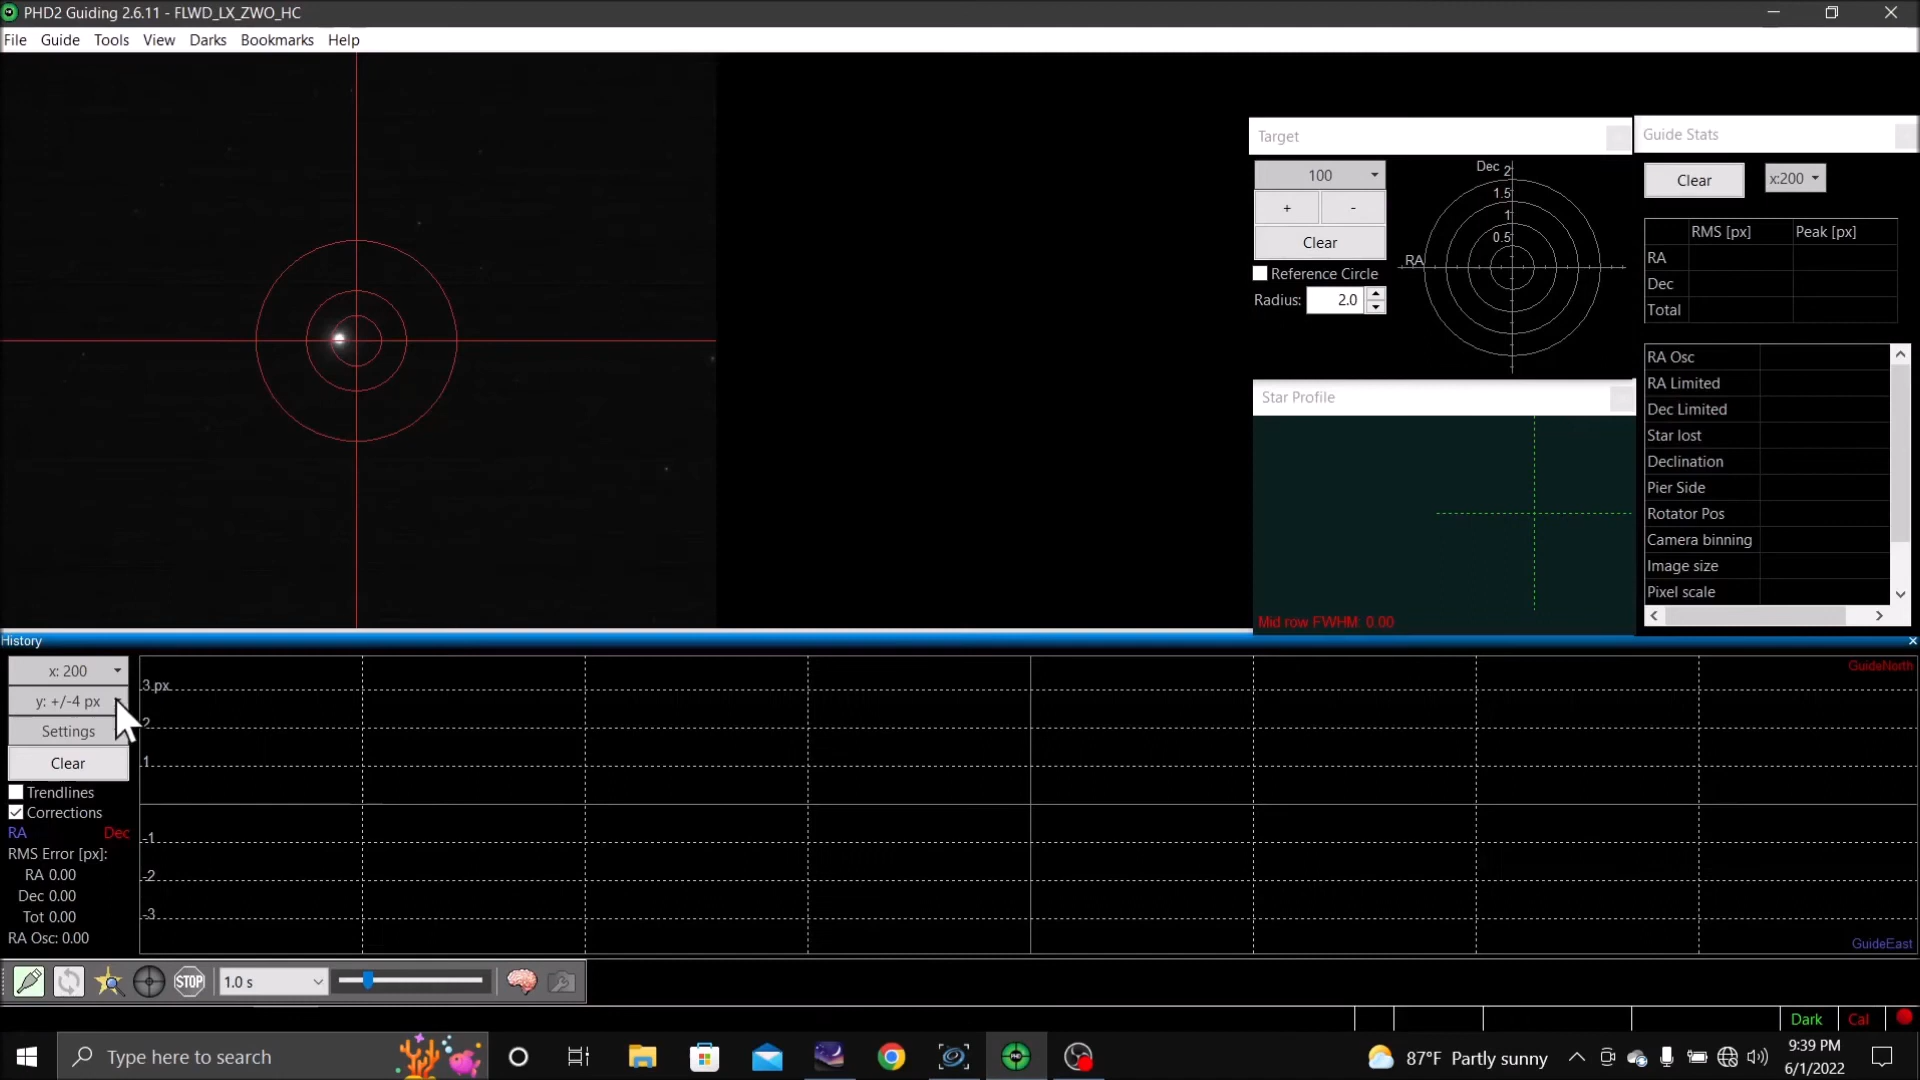 PHD2 Guiding 2.6.11 - FLWD_LX_ZWO_HC
File Guide Tools View Darks Bookmarks Help
Target
100
+ -
Clear
Reference Circle
Radius: 2.0
Dec 2
1.5
1
0.5
RA
Guide Stats
Clear x:200
RMS [px] Peak [px]
RA
Dec
Total
RA Osc
RA Limited
Dec Limited
Star lost
Declination
Pier Side
Rotator Pos
Camera binning
Image size
Pixel scale
Star Profile
Mid row FWHM: 0.00
History
x: 200
y: +/-4 px
Settings
Clear
Trendlines
Corrections
RA Dec
RMS Error [px]:
RA 0.00
Dec 0.00
Tot 0.00
RA Osc: 0.00
3 px
2
1
-1
-2
-3
GuideNorth
GuideEast
STOP 1.0 s
Dark Cal
Type here to search
PHD
87°F Partly sunny
9:39 PM
6/1/2022